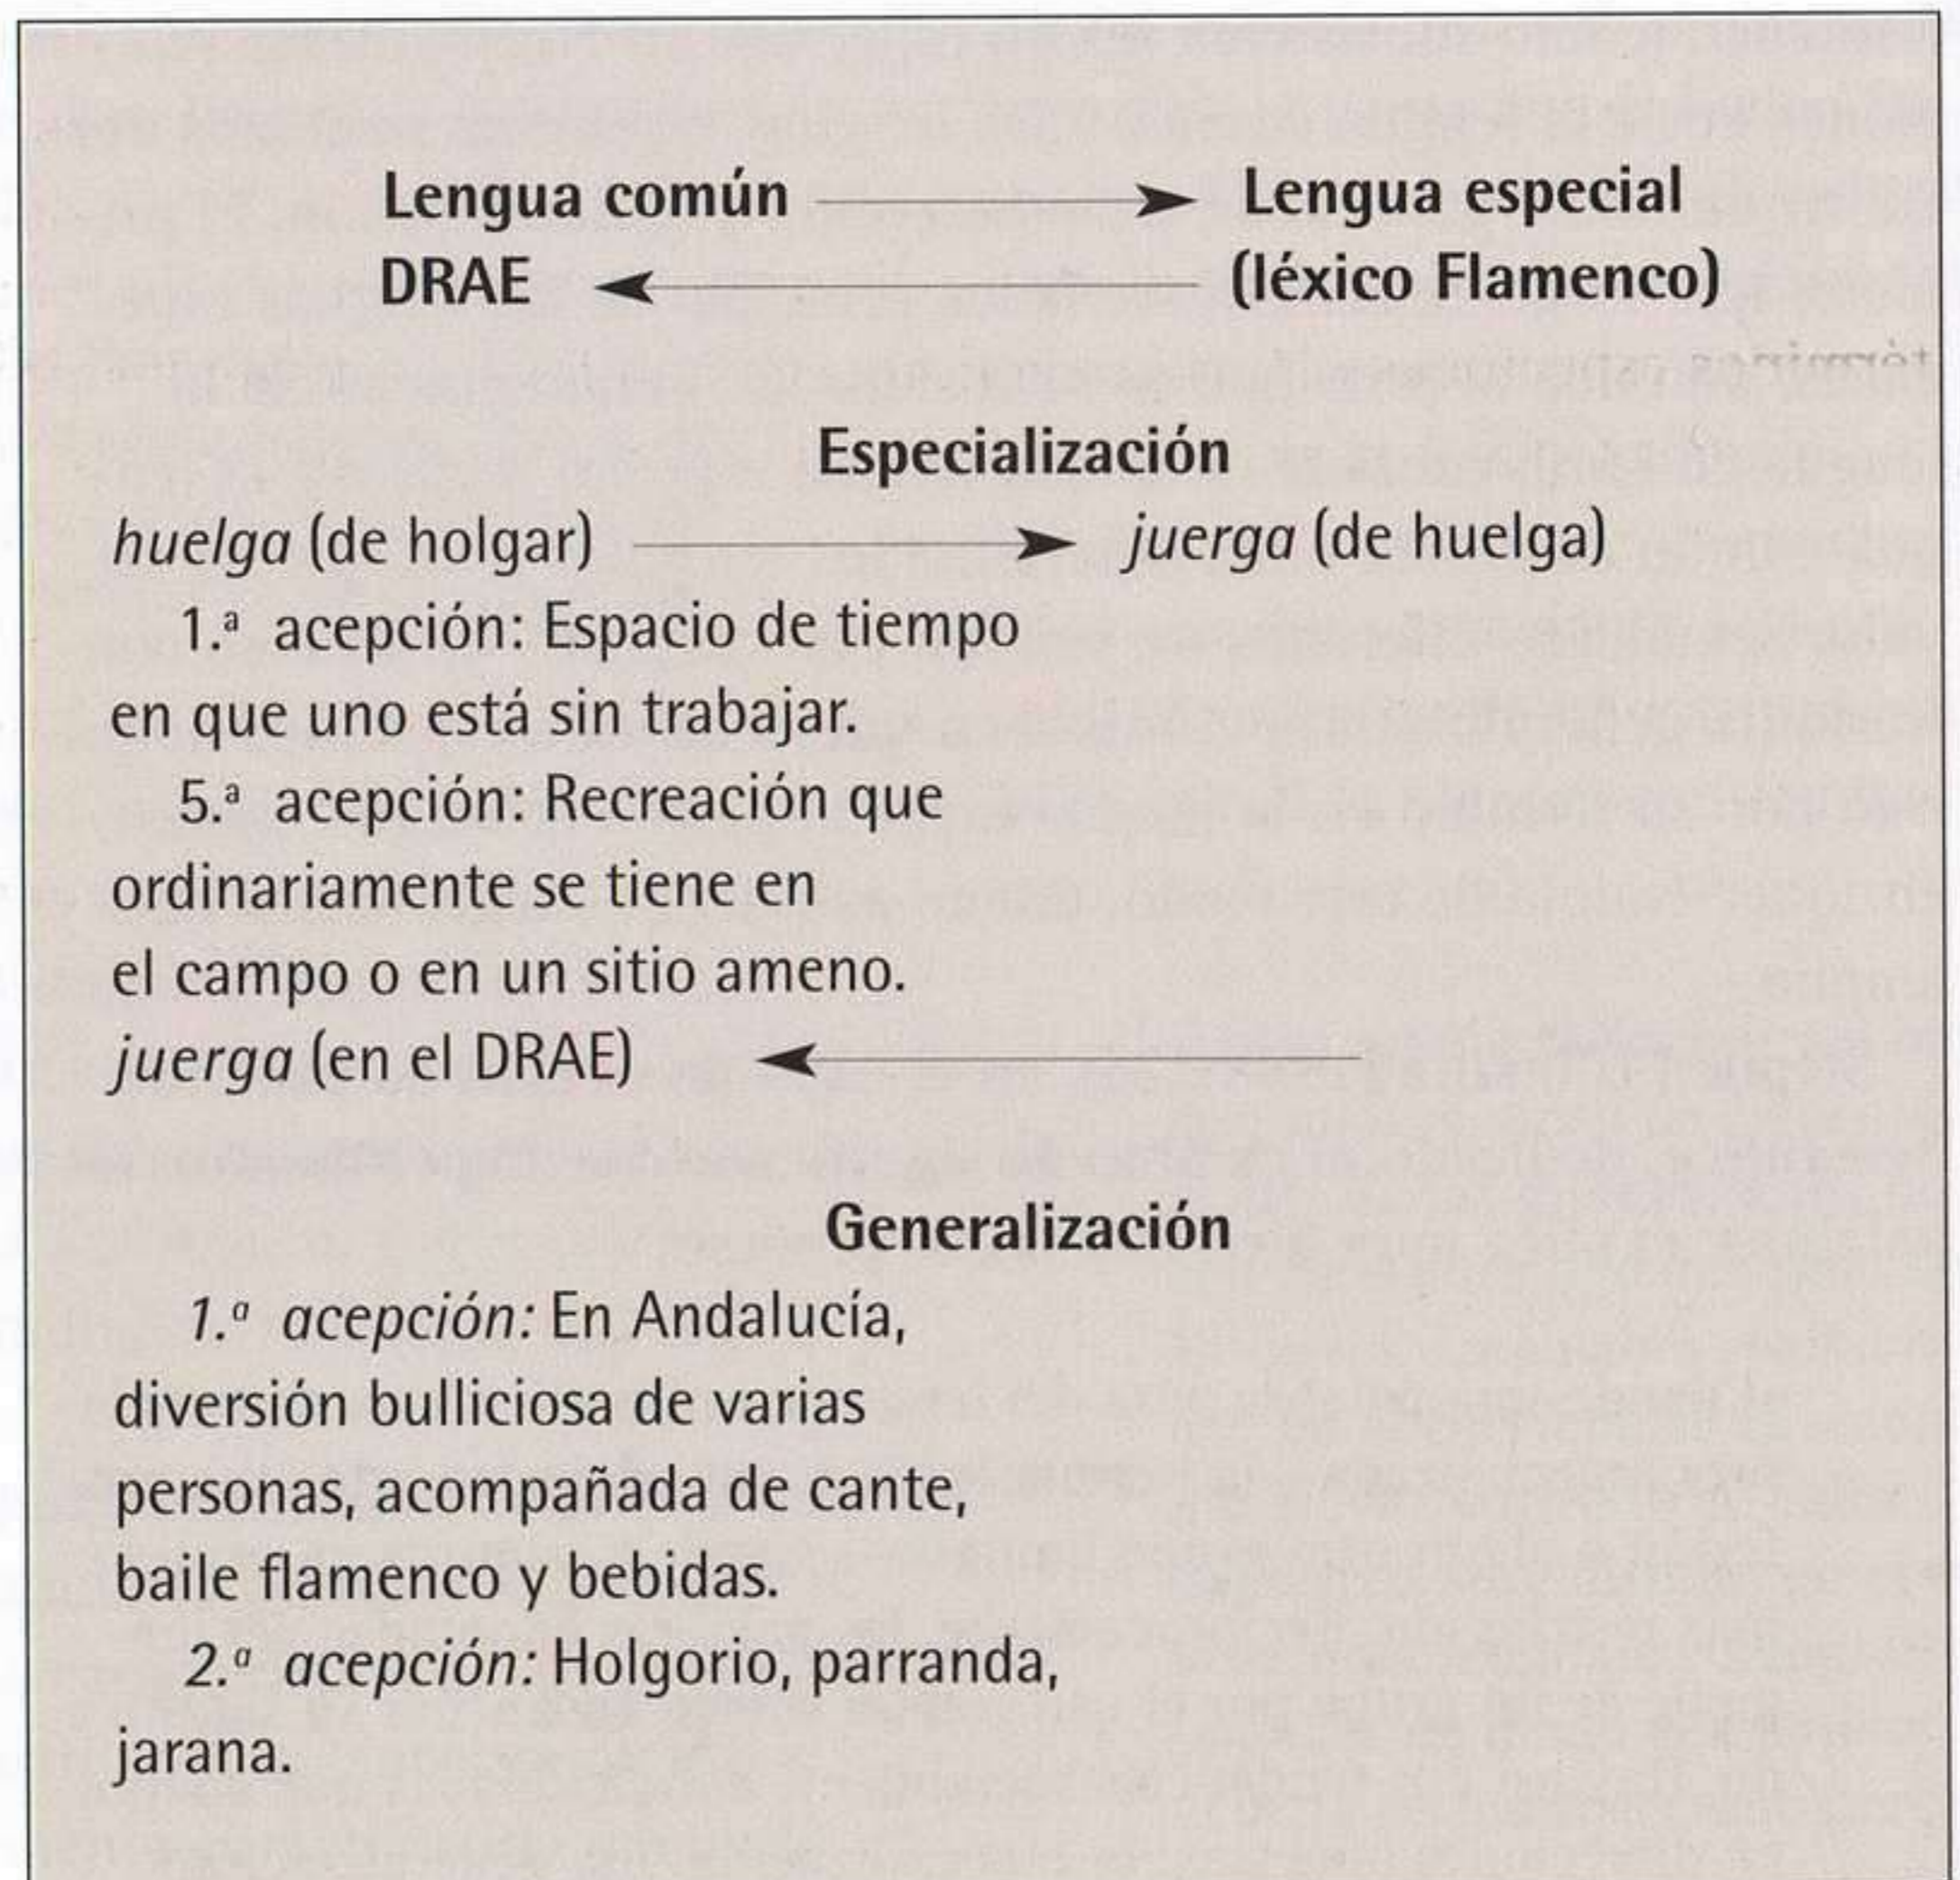 Lengua común Lengua especial
DRAE (léxico Flamenco)
Especialización
huelga (de holgar) juerga (de huelga)
1.ª acepción: Espacio de tiempo
en que uno está sin trabajar.
5.ª acepción: Recreación que
ordinariamente se tiene en
el campo o en un sitio ameno.
juerga (en el DRAE)
Generalización
1.ª acepción: En Andalucía,
diversión bulliciosa de varias
personas, acompañada de cante,
baile flamenco y bebidas.
2.ª acepción: Holgorio, parranda,
jarana.